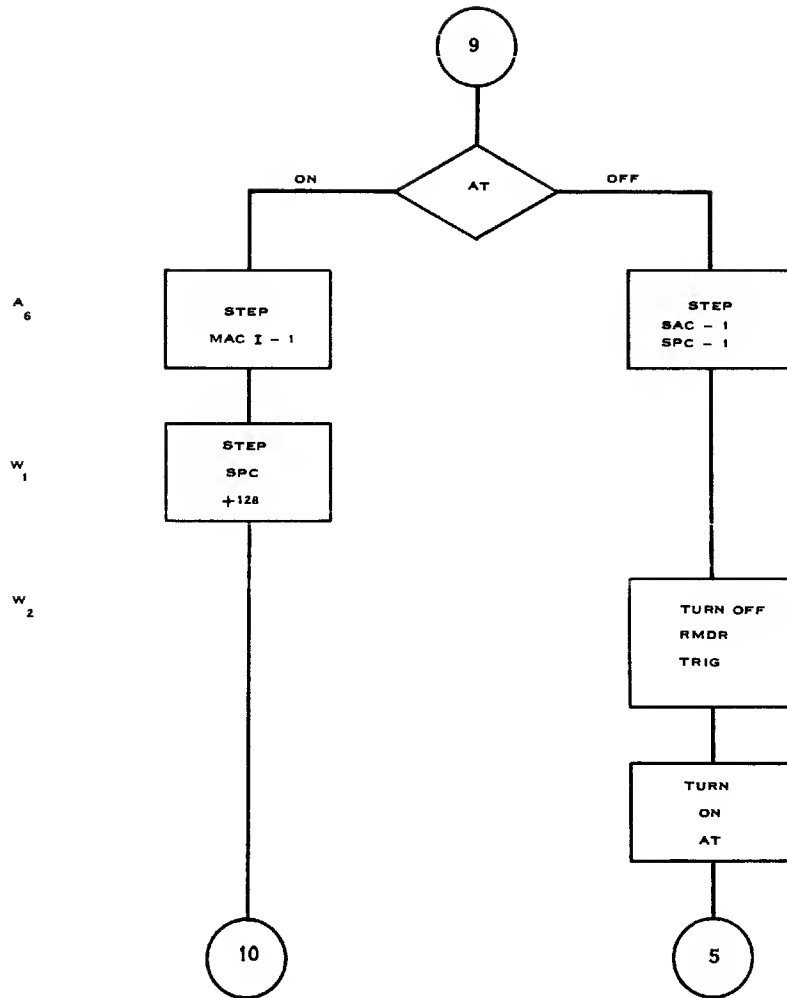 9
ON
AT
OFF
A6
STEP
MAC I - 1
STEP
SAC - 1
SPC - 1
W1
STEP
SPC
+128
W2
TURN OFF
RMDR
TRIG
TURN
ON
AT
10
5